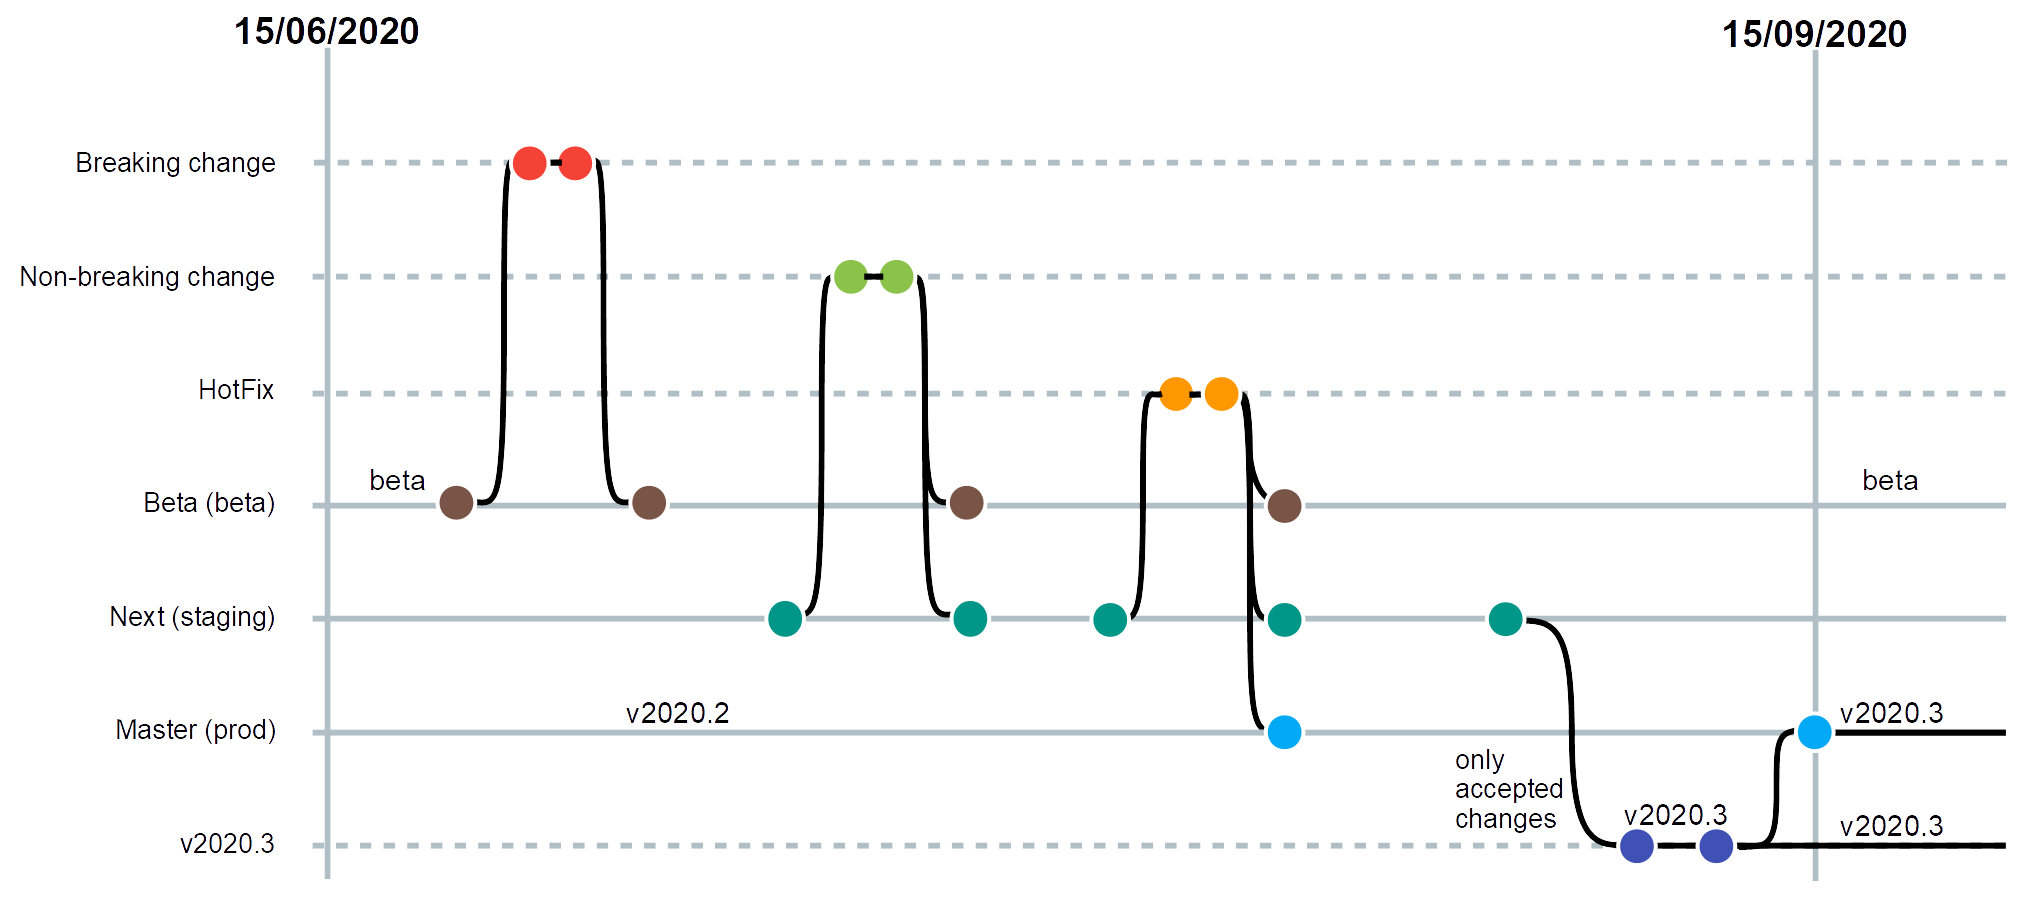 15/06/2020
15/09/2020
Breaking change
Non-breaking change
HotFix
beta
beta
Beta (beta)
Next (staging)
v2020.2
v2020.3
Master (prod)
only
accepted
changes
v2020.3
v2020.3
v2020.3